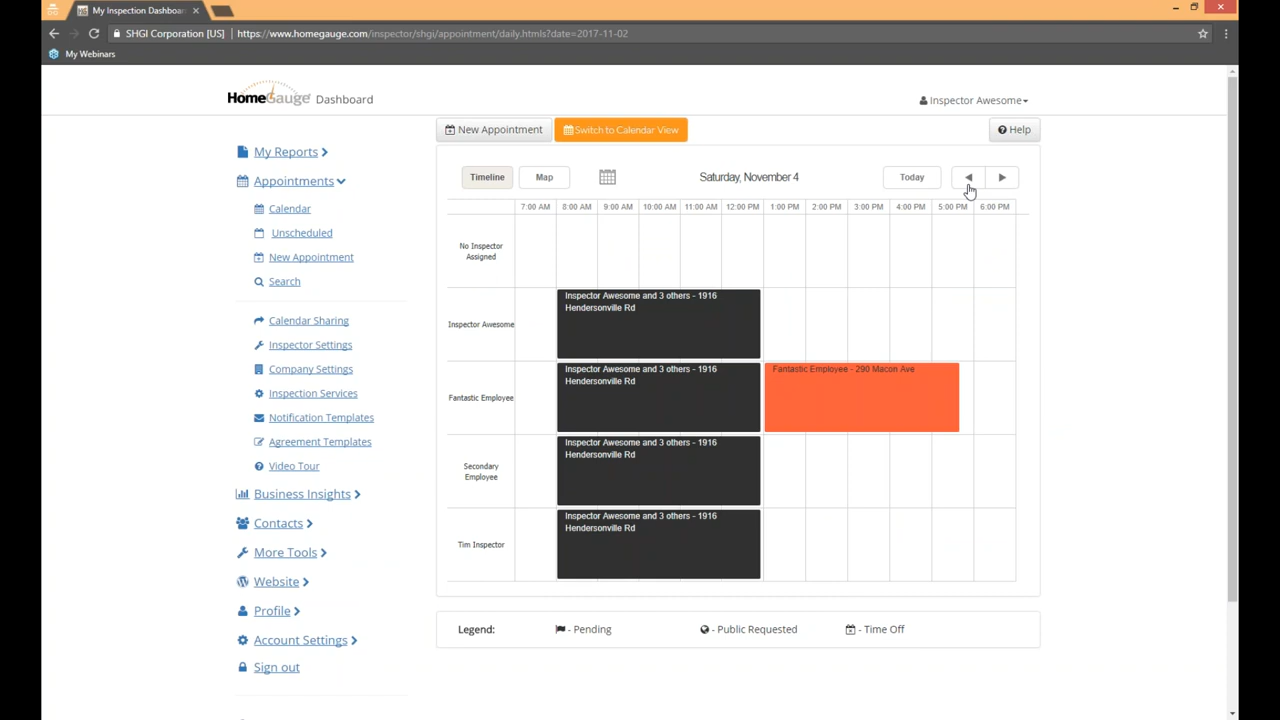 My Inspection Dashboa
SHGI Corporation [US] https://www.homegauge.com/inspector/shgi/appointment/daily.htmls?date=2017-11-02
My Webinars
HomeGauge Dashboard
Inspector Awesome
New Appointment
Switch to Calendar View
Help
My Reports
Appointments
Calendar
Unscheduled
New Appointment
Search
Calendar Sharing
Inspector Settings
Company Settings
Inspection Services
Notification Templates
Agreement Templates
Video Tour
Business Insights
Contacts
More Tools
Website
Profile
Account Settings
Sign out
Timeline
Map
Saturday, November 4
Today
7:00 AM 8:00 AM 9:00 AM 10:00 AM 11:00 AM 12:00 PM 1:00 PM 2:00 PM 3:00 PM 4:00 PM 5:00 PM 6:00 PM
No Inspector
Assigned
Inspector Awesome
Inspector Awesome and 3 others - 1916
Hendersonville Rd
Fantastic Employee
Inspector Awesome and 3 others - 1916
Hendersonville Rd
Fantastic Employee - 290 Macon Ave
Secondary
Employee
Inspector Awesome and 3 others - 1916
Hendersonville Rd
Tim Inspector
Inspector Awesome and 3 others - 1916
Hendersonville Rd
Legend:
- Pending
- Public Requested
- Time Off